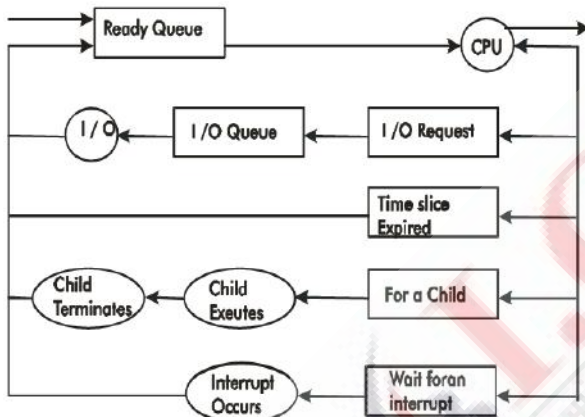 Ready Queue
CPU
I/O
I/O Queue
I/O Request
Time slice
Expired
Child
Terminates
Child
Exeutes
For a Child
Interrupt
Occurs
Wait foran
interrupt